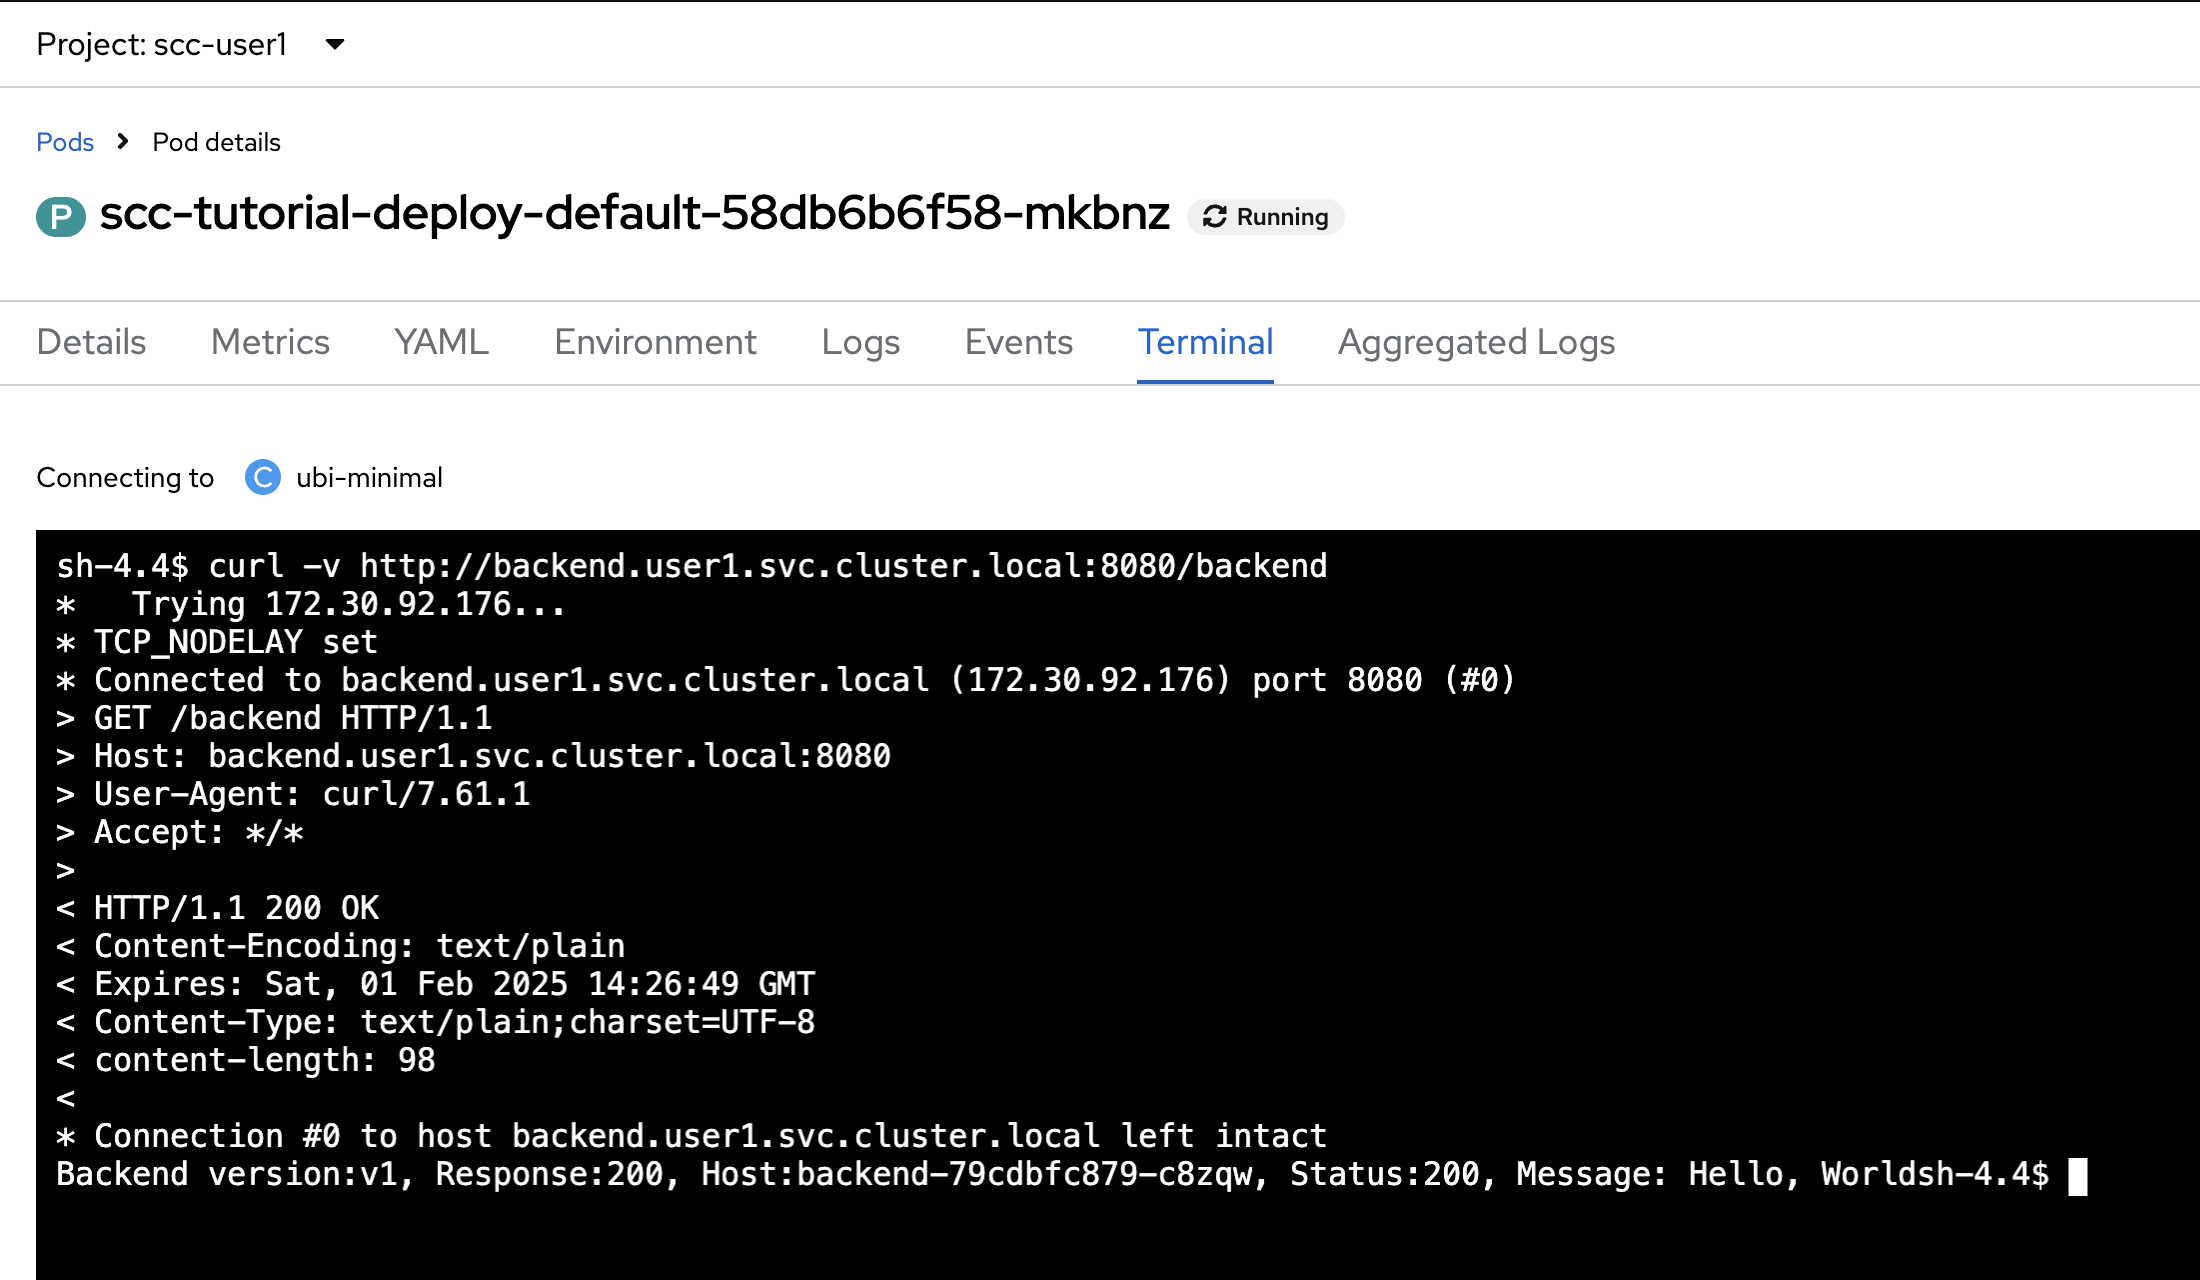 Project: scc-user1
Pods > Pod details
P scc-tutorial-deploy-default-58db6b6f58-mkbnz Running
Details Metrics YAML Environment Logs Events Terminal Aggregated Logs
Connecting to C ubi-minimal
sh-4.4$ curl -v http://backend.user1.svc.cluster.local:8080/backend
*   Trying 172.30.92.176...
* TCP_NODELAY set
* Connected to backend.user1.svc.cluster.local (172.30.92.176) port 8080 (#0)
> GET /backend HTTP/1.1
> Host: backend.user1.svc.cluster.local:8080
> User-Agent: curl/7.61.1
> Accept: */*
>
< HTTP/1.1 200 OK
< Content-Encoding: text/plain
< Expires: Sat, 01 Feb 2025 14:26:49 GMT
< Content-Type: text/plain;charset=UTF-8
< content-length: 98
<
* Connection #0 to host backend.user1.svc.cluster.local left intact
Backend version:v1, Response:200, Host:backend-79cdbfc879-c8zqw, Status:200, Message: Hello, Worldsh-4.4$